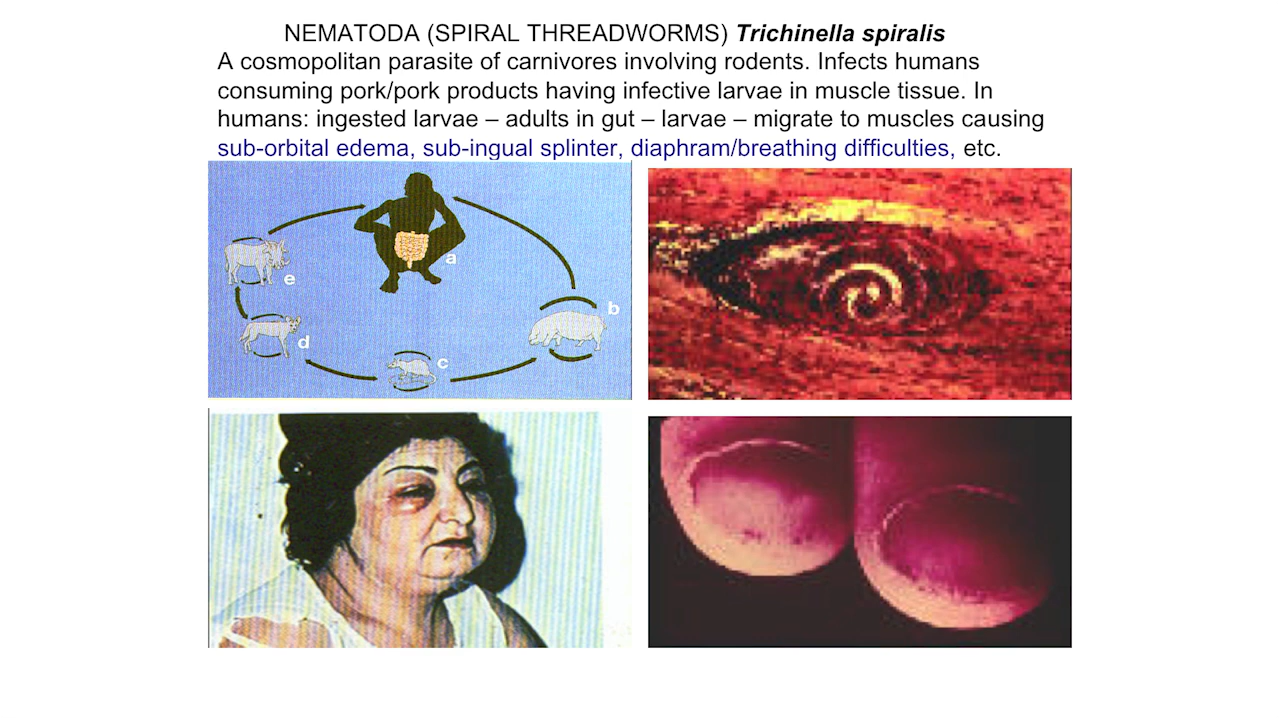 NEMATODA (SPIRAL THREADWORMS) Trichinella spiralis
A cosmopolitan parasite of carnivores involving rodents. Infects humans
consuming pork/pork products having infective larvae in muscle tissue. In
humans: ingested larvae – adults in gut – larvae – migrate to muscles causing
sub-orbital edema, sub-ingual splinter, diaphram/breathing difficulties, etc.
a
b
c
d
e